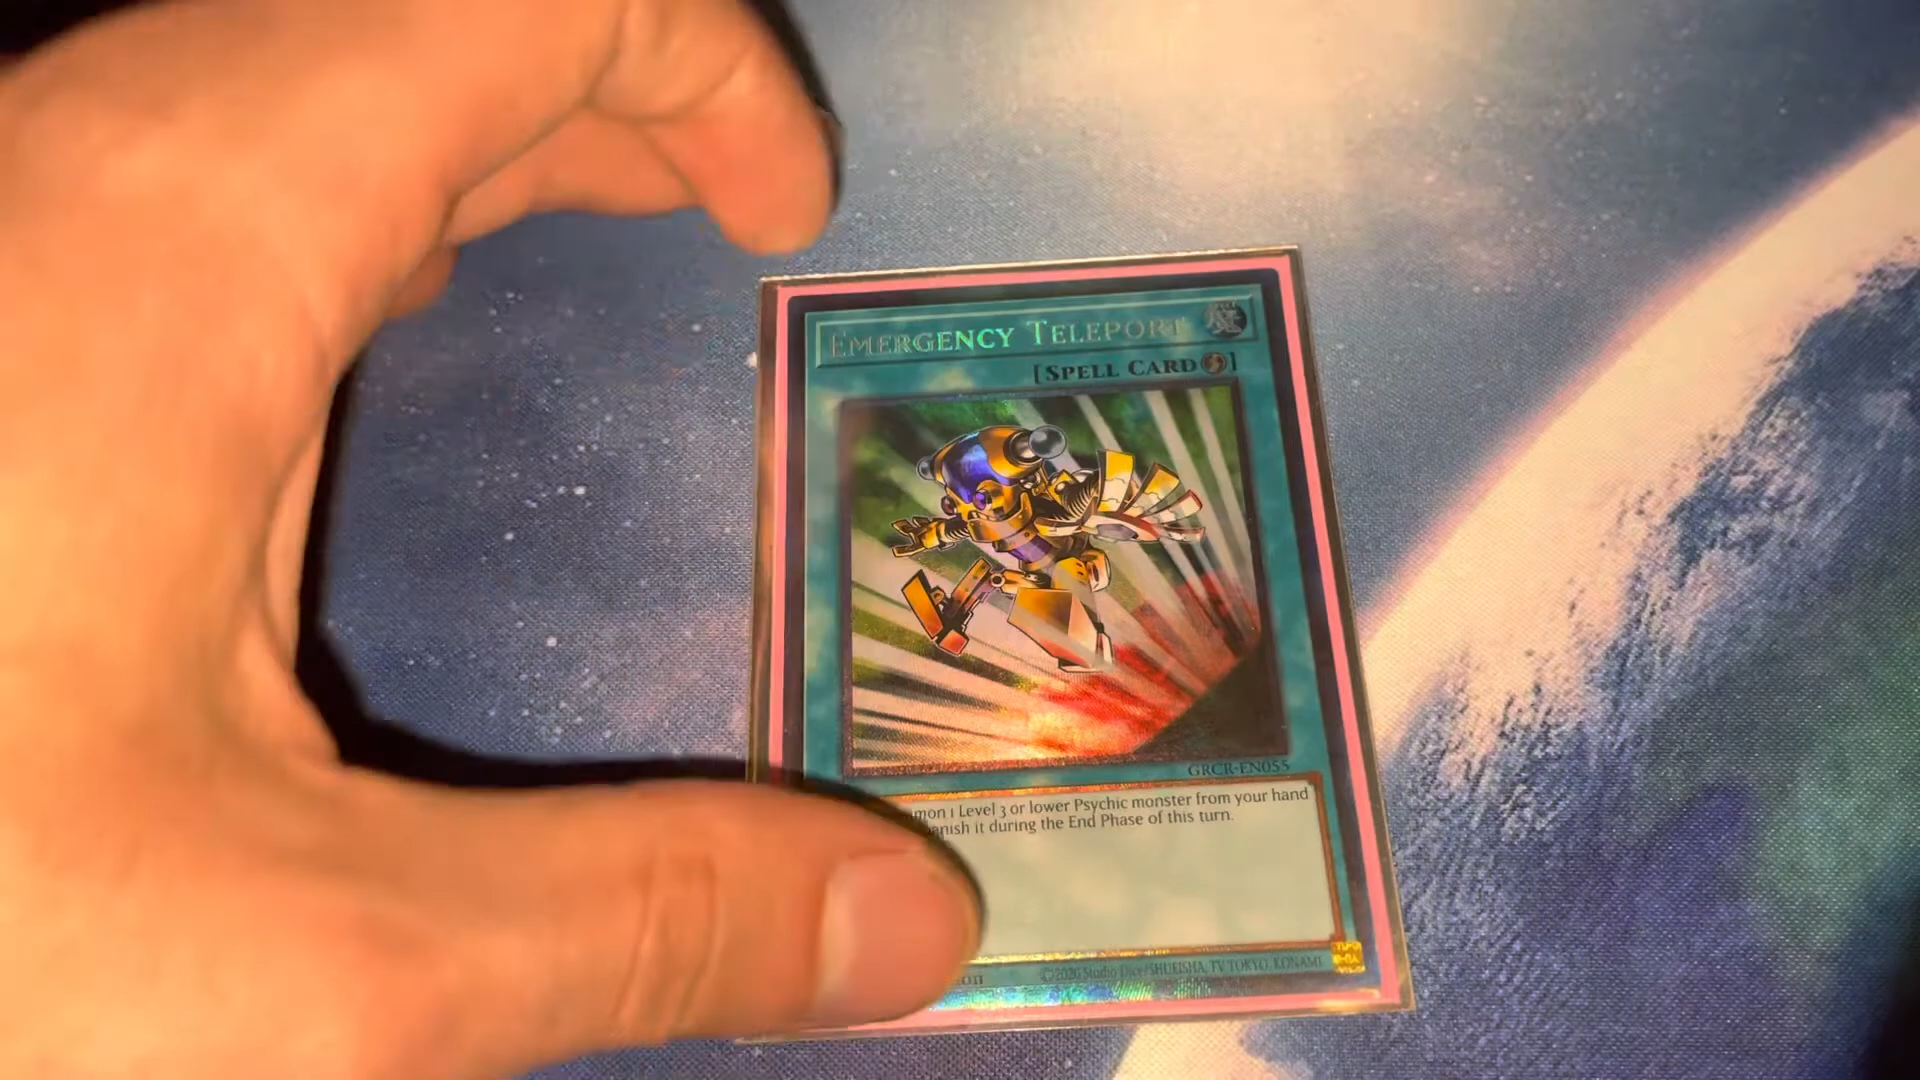 EMERGENCY TELEPORT
[SPELL CARD]
GRCR-EN055
mon 1 Level 3 or lower Psychic monster from your hand
anish it during the End Phase of this turn.
©2020 Studio Dice/SHUEISHA, TV TOKYO, KONAMI